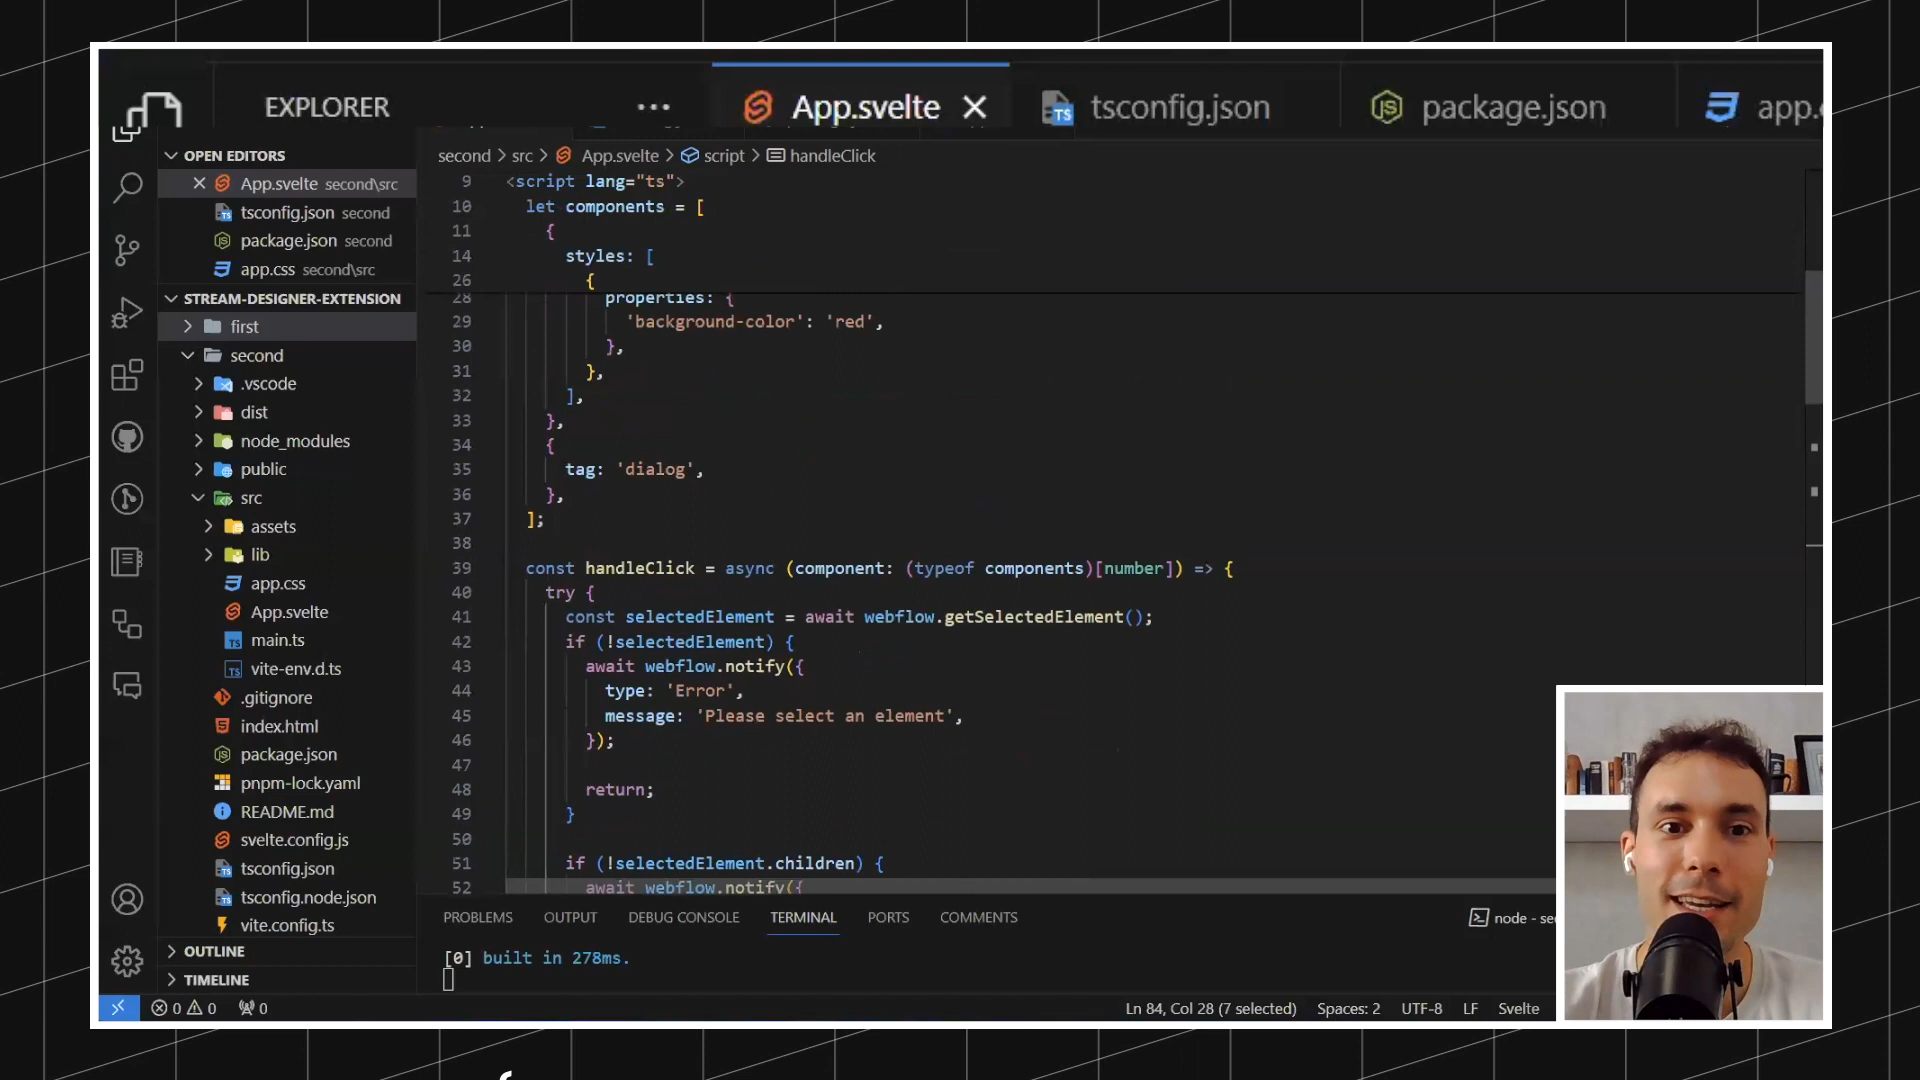 EXPLORER
App.svelte
tsconfig.json
package.json
OPEN EDITORS
App.svelte second\src
tsconfig.json second
package.json second
app.css second\src
STREAM-DESIGNER-EXTENSION
first
second
.vscode
dist
node_modules
public
src
assets
lib
app.css
App.svelte
main.ts
vite-env.d.ts
.gitignore
index.html
package.json
pnpm-lock.yaml
README.md
svelte.config.js
tsconfig.json
tsconfig.node.json
vite.config.ts
OUTLINE
TIMELINE
second > src > App.svelte > script > handleClick
9 <script lang="ts">
10 let components = [
11 {
14 styles: [
26 {
28 properties: {
29 'background-color': 'red',
30 },
31 },
32 ],
33 },
34 {
35 tag: 'dialog',
36 },
37 ];
38
39 const handleClick = async (component: (typeof components)[number]) => {
40 try {
41 const selectedElement = await webflow.getSelectedElement();
42 if (!selectedElement) {
43 await webflow.notify({
44 type: 'Error',
45 message: 'Please select an element',
46 });
47
48 return;
49 }
50
51 if (!selectedElement.children) {
52 await webflow.notify({
PROBLEMS OUTPUT DEBUG CONSOLE TERMINAL PORTS COMMENTS
node - sec
[0] built in 278ms.
0 0 0
Ln 84, Col 28 (7 selected) Spaces: 2 UTF-8 LF Svelte